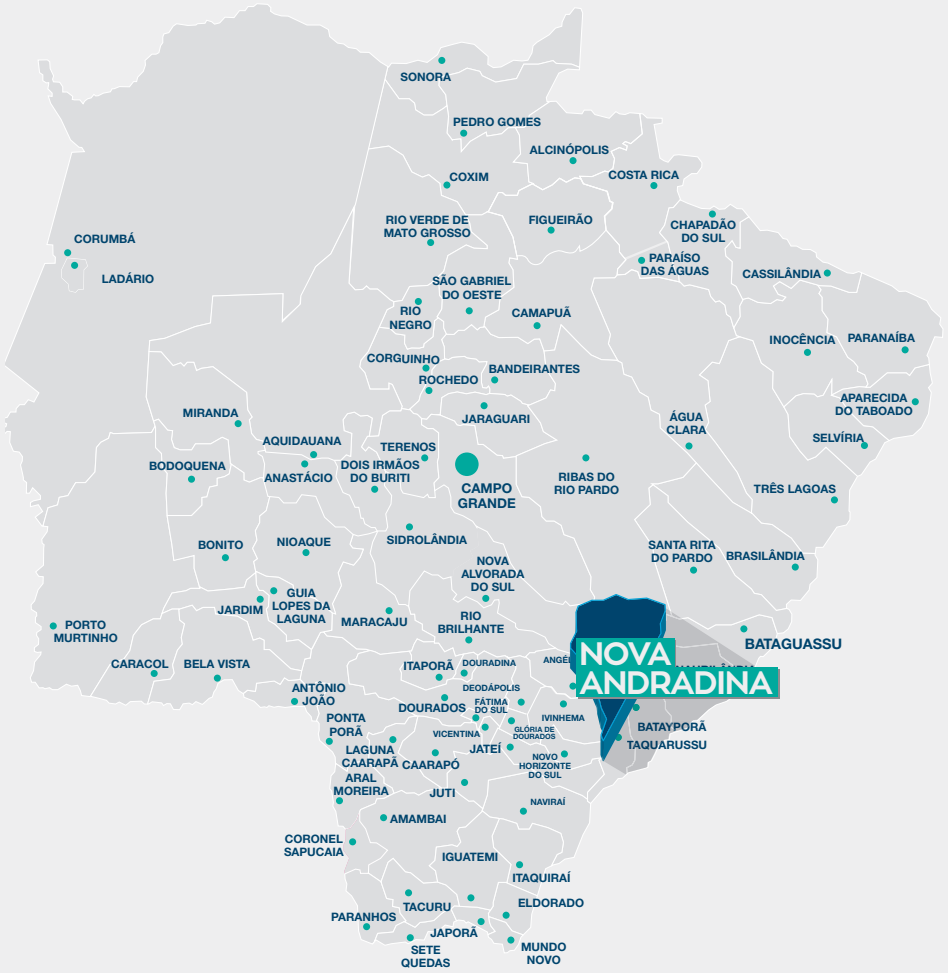 SONORA
PEDRO GOMES
ALCINÓPOLIS
COXIM
COSTA RICA
RIO VERDE DE
MATO GROSSO
FIGUEIRÃO
CHAPADÃO
DO SUL
CORUMBÁ
LADÁRIO
PARAÍSO
DAS ÁGUAS
CASSILÂNDIA
SÃO GABRIEL
DO OESTE
RIO
NEGRO
CAMAPUÃ
INOCÊNCIA
PARANAÍBA
CORGUINHO
ROCHEDO
BANDEIRANTES
APARECIDA
DO TABOADO
MIRANDA
JARAGUARI
ÁGUA
CLARA
SELVÍRIA
AQUIDAUANA
TERENOS
BODOQUENA
ANASTÁCIO
DOIS IRMÃOS
DO BURITI
CAMPO
GRANDE
RIBAS DO
RIO PARDO
TRÊS LAGOAS
SIDROLÂNDIA
BONITO
NIOAQUE
NOVA
ALVORADA
DO SUL
SANTA RITA
DO PARDO
BRASILÂNDIA
JARDIM
GUIA
LOPES DA
LAGUNA
MARACAJU
RIO
BRILHANTE
PORTO
MURTINHO
BATAGUASSU
CARACOL
BELA VISTA
ITAPORÃ
DOURADINA
NOVA
ANDRADINA
ANTÔNIO
JOÃO
DEODÁPOLIS
DOURADOS
FÁTIMA
DO SUL
IVINHEMA
PONTA
PORÃ
VICENTINA
GLÓRIA DE
DOURADOS
BATAYPORÃ
TAQUARUSSU
LAGUNA
CAARAPÃ
CAARAPÓ
JATEÍ
NOVO
HORIZONTE
DO SUL
ARAL
MOREIRA
JUTI
NAVIRAÍ
AMAMBAI
CORONEL
SAPUCAIA
IGUATEMI
ITAQUIRAÍ
TACURU
ELDORADO
PARANHOS
JAPORÃ
SETE
QUEDAS
MUNDO
NOVO